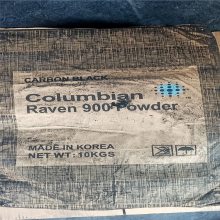 CARBON BLACK
Columbian
Raven 900 Powder
MADE IN KOREA
NET WT: 10KGS